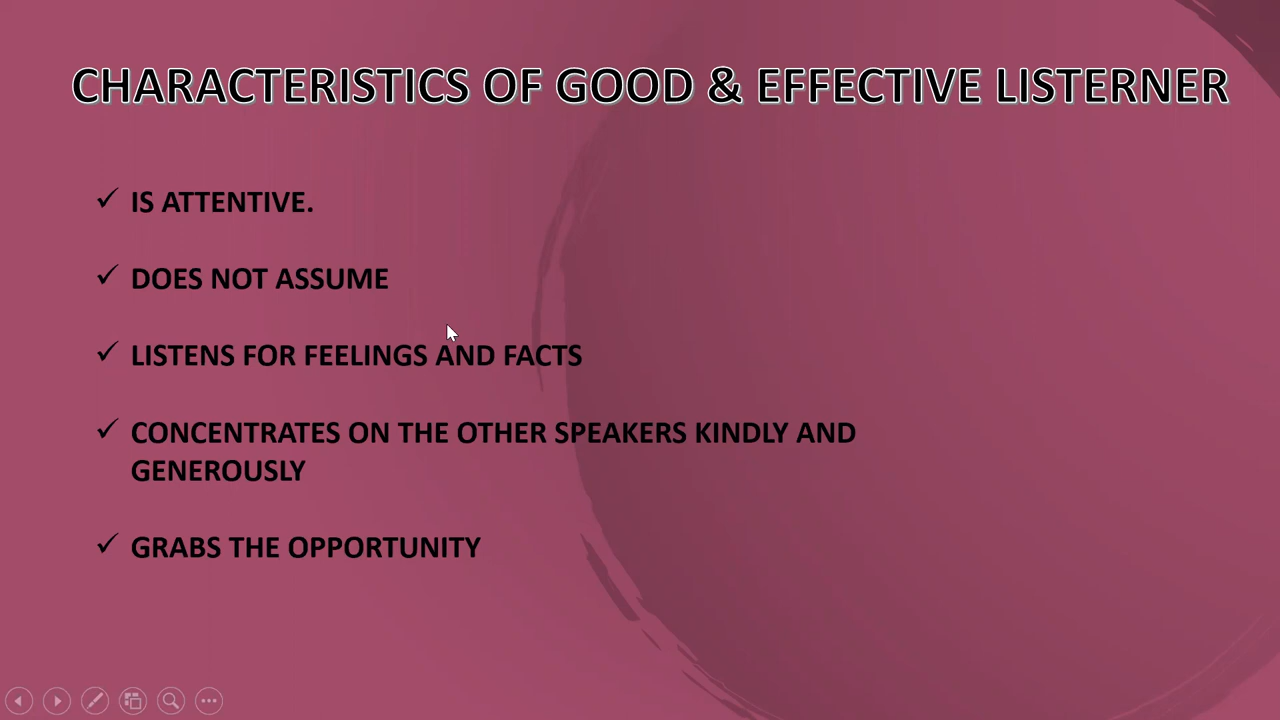 CHARACTERISTICS OF GOOD & EFFECTIVE LISTERNER
IS ATTENTIVE.
DOES NOT ASSUME
LISTENS FOR FEELINGS AND FACTS
CONCENTRATES ON THE OTHER SPEAKERS KINDLY AND
GENEROUSLY
GRABS THE OPPORTUNITY